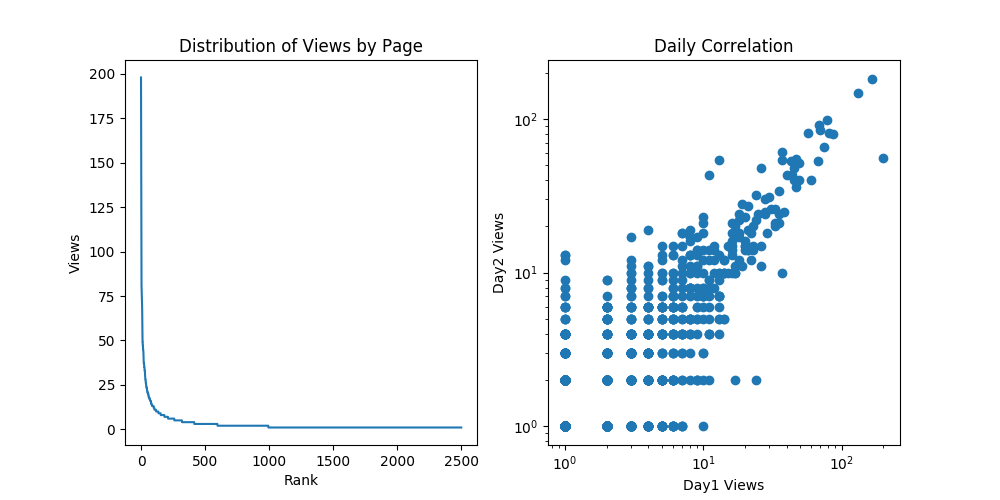 Distribution of Views by Page
200
175
150
125
100
75
50
25
0
Views
0 500 1000 1500 2000 2500
Rank
Daily Correlation
10²
10¹
10⁰
Day2 Views
10⁰ 10¹ 10²
Day1 Views